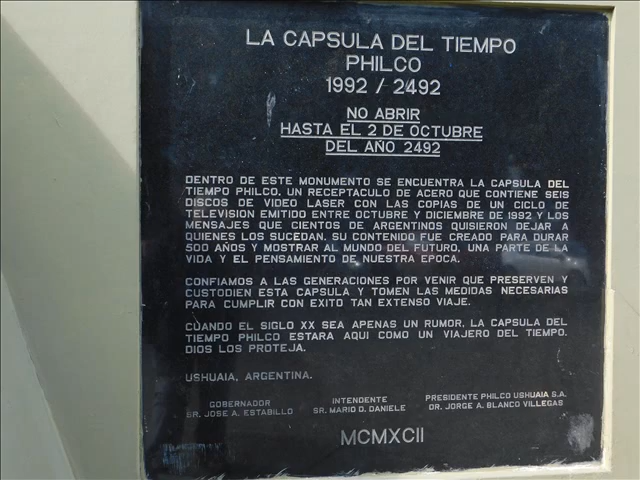 LA CAPSULA DEL TIEMPO
PHILCO
1992 / 2492
NO ABRIR
HASTA EL 2 DE OCTUBRE
DEL AÑO 2492
DENTRO DE ESTE MONUMENTO SE ENCUENTRA LA CAPSULA DEL
TIEMPO PHILCO. UN RECEPTACULO DE ACERO QUE CONTIENE SEIS
DISCOS DE VIDEO LASER CON LAS COPIAS DE UN CICLO DE
TELEVISION EMITIDO ENTRE OCTUBRE Y DICIEMBRE DE 1992 Y LOS
MENSAJES QUE CIENTOS DE ARGENTINOS QUISIERON DEJAR A
QUIENES LOS SUCEDAN. SU CONTENIDO FUE CREADO PARA DURAR
500 AÑOS Y MOSTRAR AL MUNDO DEL FUTURO, UNA PARTE DE LA
VIDA Y EL PENSAMIENTO DE NUESTRA EPOCA.
CONFIAMOS A LAS GENERACIONES POR VENIR QUE PRESERVEN Y
CUSTODIEN ESTA CAPSULA Y TOMEN LAS MEDIDAS NECESARIAS
PARA CUMPLIR CON EXITO TAN EXTENSO VIAJE.
CUANDO EL SIGLO XX SEA APENAS UN RUMOR, LA CAPSULA DEL
TIEMPO PHILCO ESTARA AQUI COMO UN VIAJERO DEL TIEMPO.
DIOS LOS PROTEJA.
USHUAIA, ARGENTINA.
GOBERNADOR INTENDENTE PRESIDENTE PHILCO USHUAIA S.A.
SR. JOSE A. ESTABILLO SR. MARIO D. DANIELE DR. JORGE A. BLANCO VILLEGAS
MCMXCII